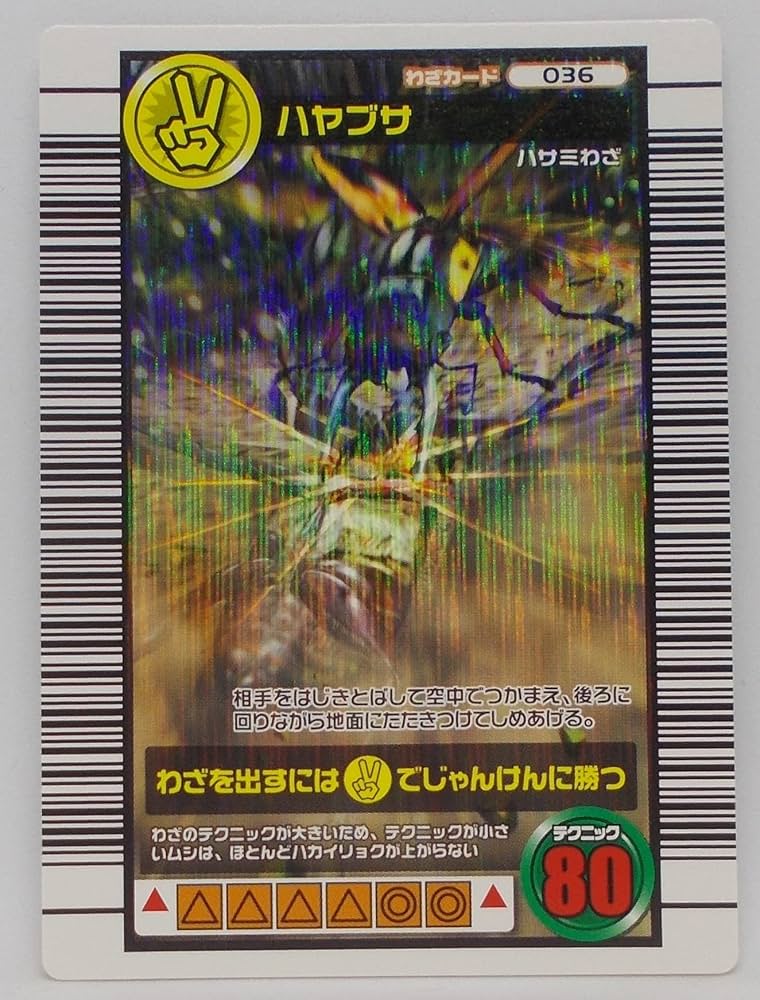 わざカード 036
ハヤブサ
ハサミわざ
相手をはじきとばして空中でつかまえ、後ろに
回りながら地面にたたきつけてしめあげる。
わざを出すには でじゃんけんに勝つ
わざのテクニックが大きいため、テクニックが小さ
いムシは、ほとんどハカイリョクが上がらない
テクニック
80